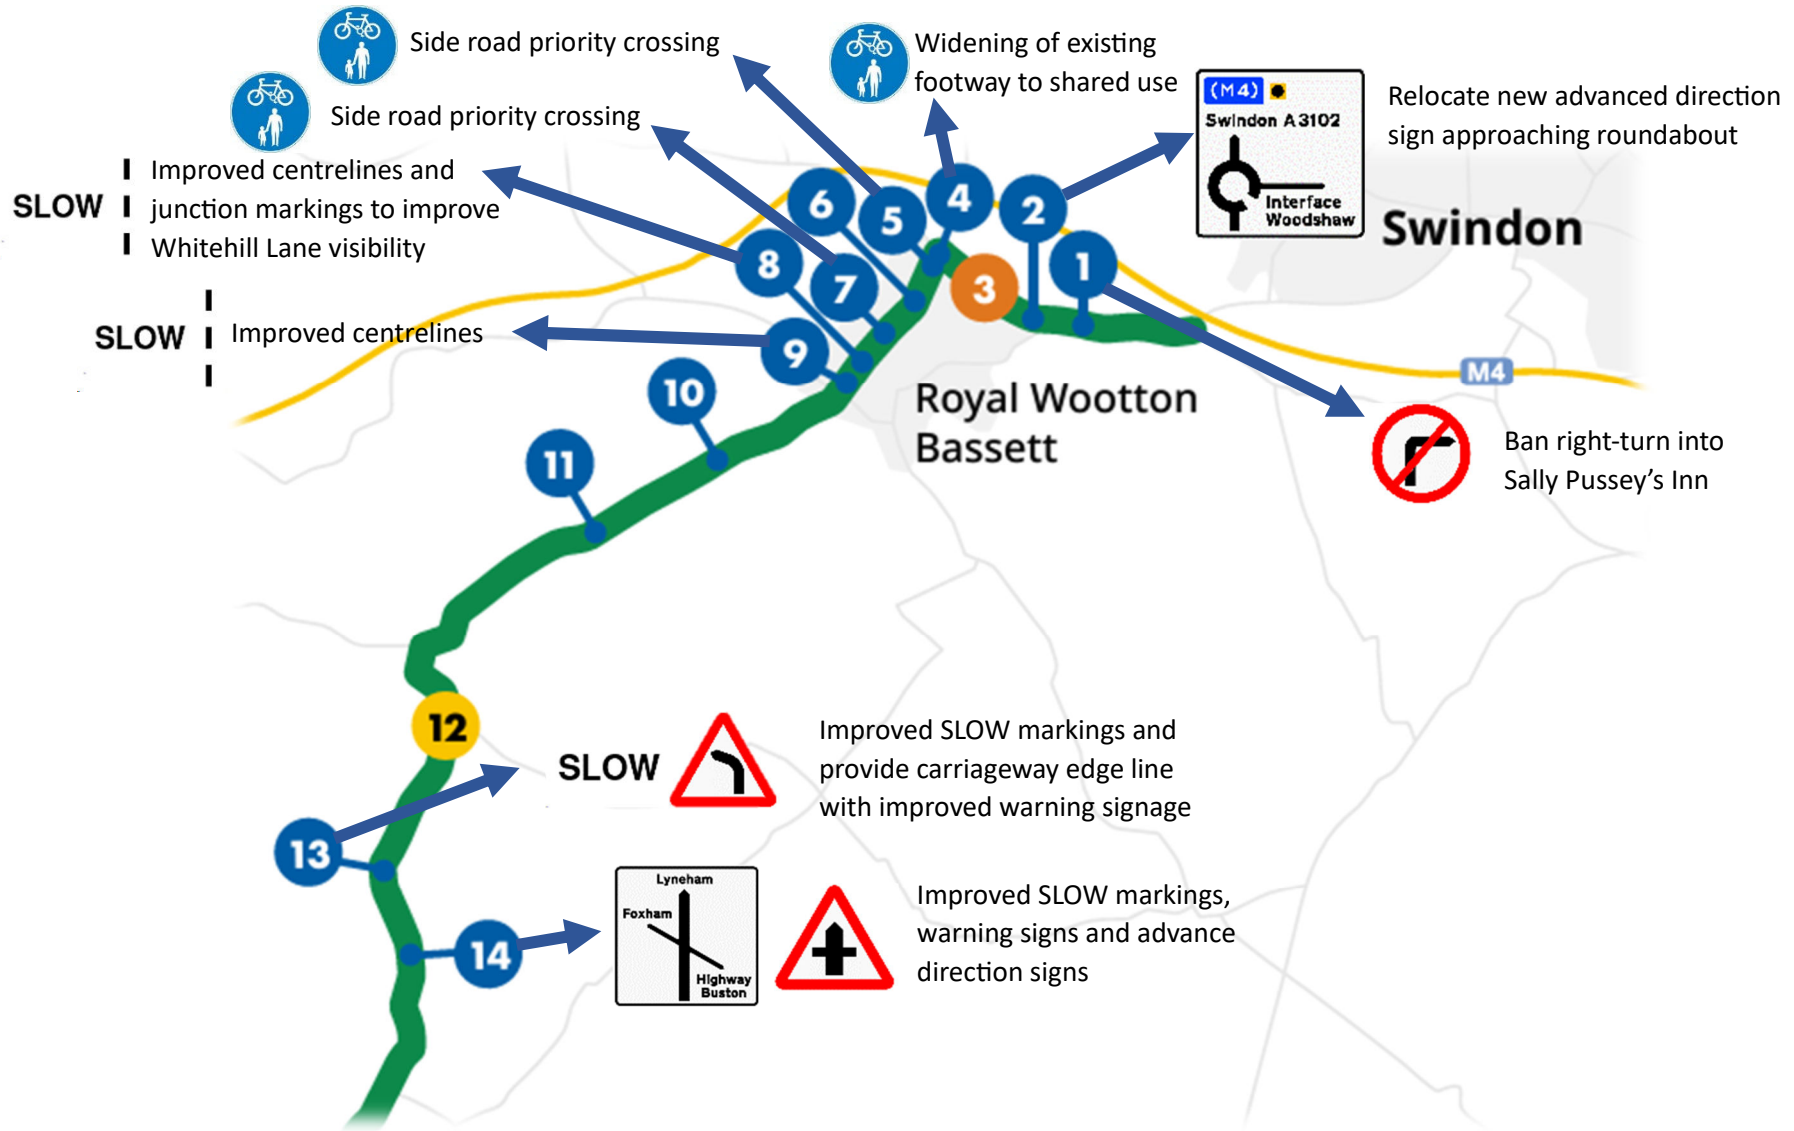 Side road priority crossing
Widening of existing
footway to shared use
(M4)
Swindon A3102
Interface
Woodshaw
Relocate new advanced direction
sign approaching roundabout
Side road priority crossing
SLOW
Improved centrelines and
junction markings to improve
Whitehill Lane visibility
6
5
4
2
1
Swindon
8
7
3
SLOW
Improved centrelines
9
M4
10
Royal Wootton
Bassett
11
Ban right-turn into
Sally Pussey’s Inn
12
13
SLOW
Improved SLOW markings and
provide carriageway edge line
with improved warning signage
14
Lyneham
Foxham
Highway
Buston
Improved SLOW markings,
warning signs and advance
direction signs